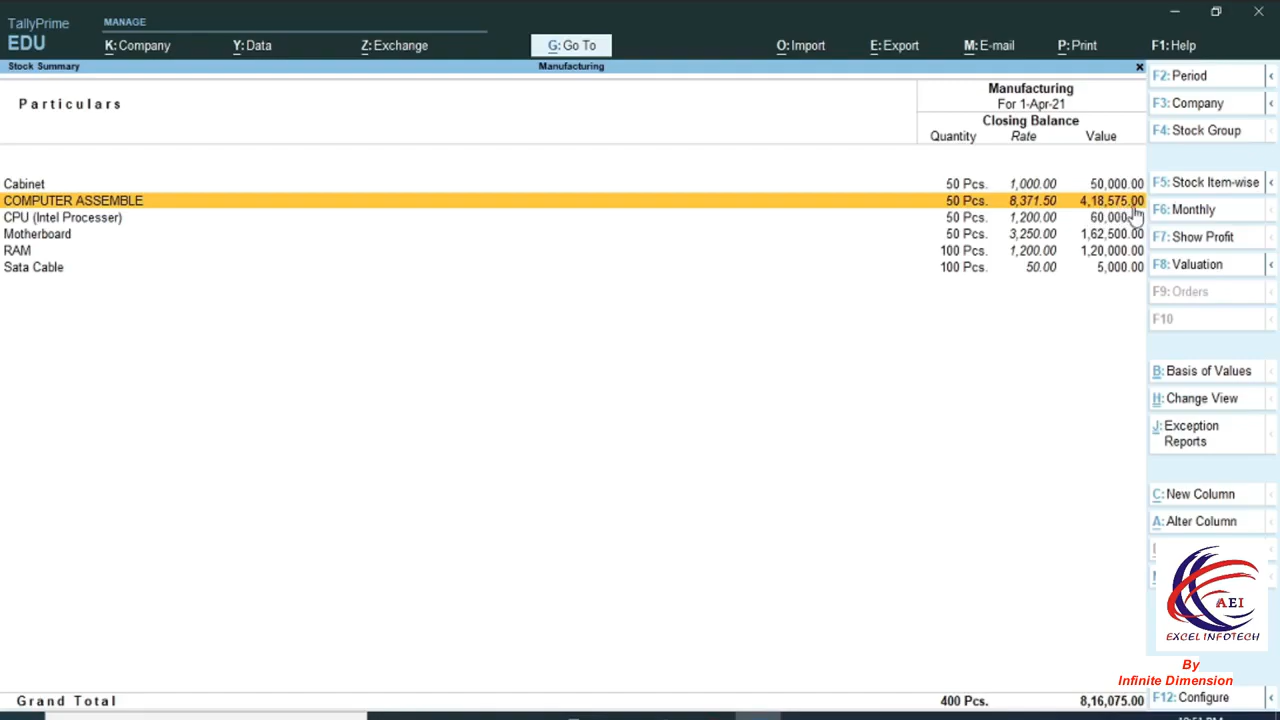 TallyPrime
EDU
MANAGE
K: Company
Y: Data
Z: Exchange
G: Go To
O: Import
E: Export
M: E-mail
P: Print
F1: Help
Stock Summary
Manufacturing
x
Particulars
Manufacturing
For 1-Apr-21
Closing Balance
Quantity Rate Value
Cabinet 50 Pcs. 1,000.00 50,000.00
COMPUTER ASSEMBLE 50 Pcs. 8,371.50 4,18,575.00
CPU (Intel Processer) 50 Pcs. 1,200.00 60,000
Motherboard 50 Pcs. 3,250.00 1,62,500.00
RAM 100 Pcs. 1,200.00 1,20,000.00
Sata Cable 100 Pcs. 50.00 5,000.00
Grand Total 400 Pcs. 8,16,075.00
F2: Period
F3: Company
F4: Stock Group
F5: Stock Item-wise
F6: Monthly
F7: Show Profit
F8: Valuation
F9: Orders
F10
B: Basis of Values
H: Change View
J: Exception
Reports
C: New Column
A: Alter Column
AEI
EXCEL INFOTECH
By
Infinite Dimension
F12: Configure